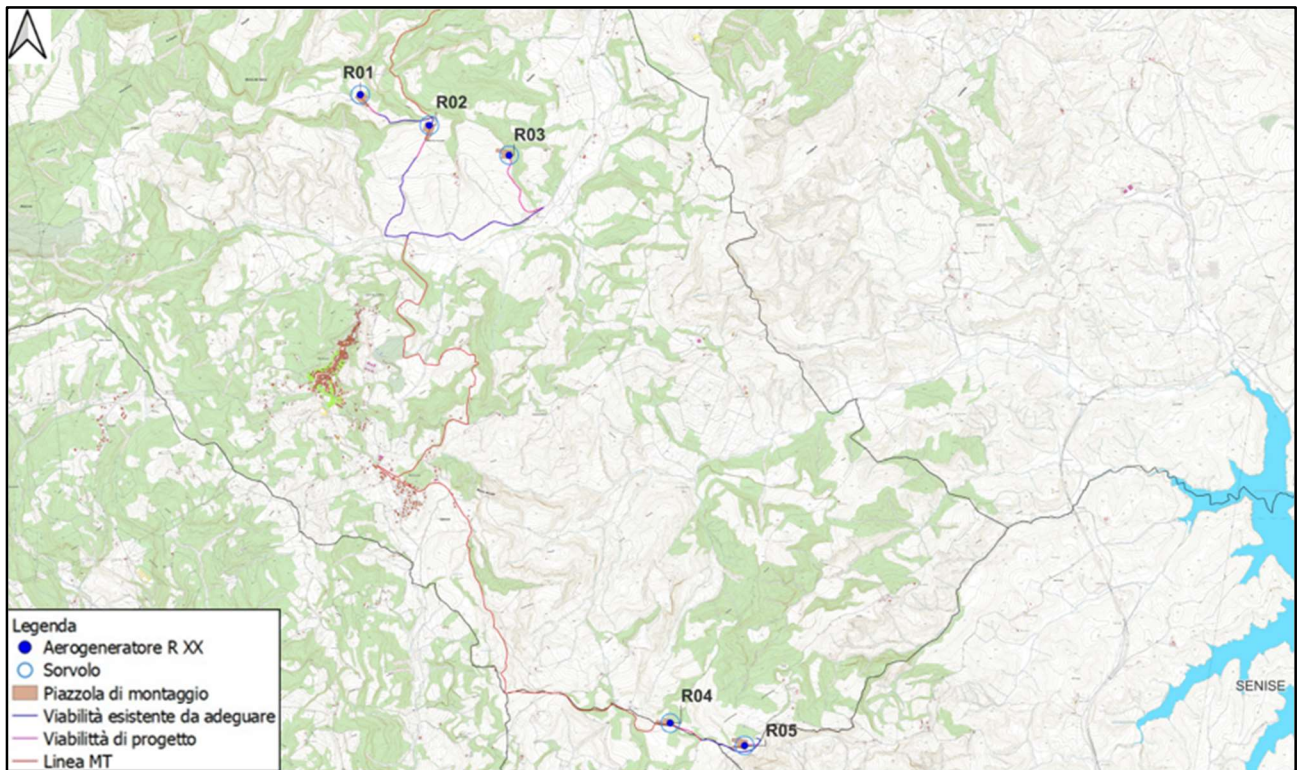 R01
R02
R03
R04
R05
SENISE
Legenda
Aerogeneratore R XX
Sorvolo
Piazzola di montaggio
Viabilità esistente da adeguare
Viabilittà di progetto
Linea MT